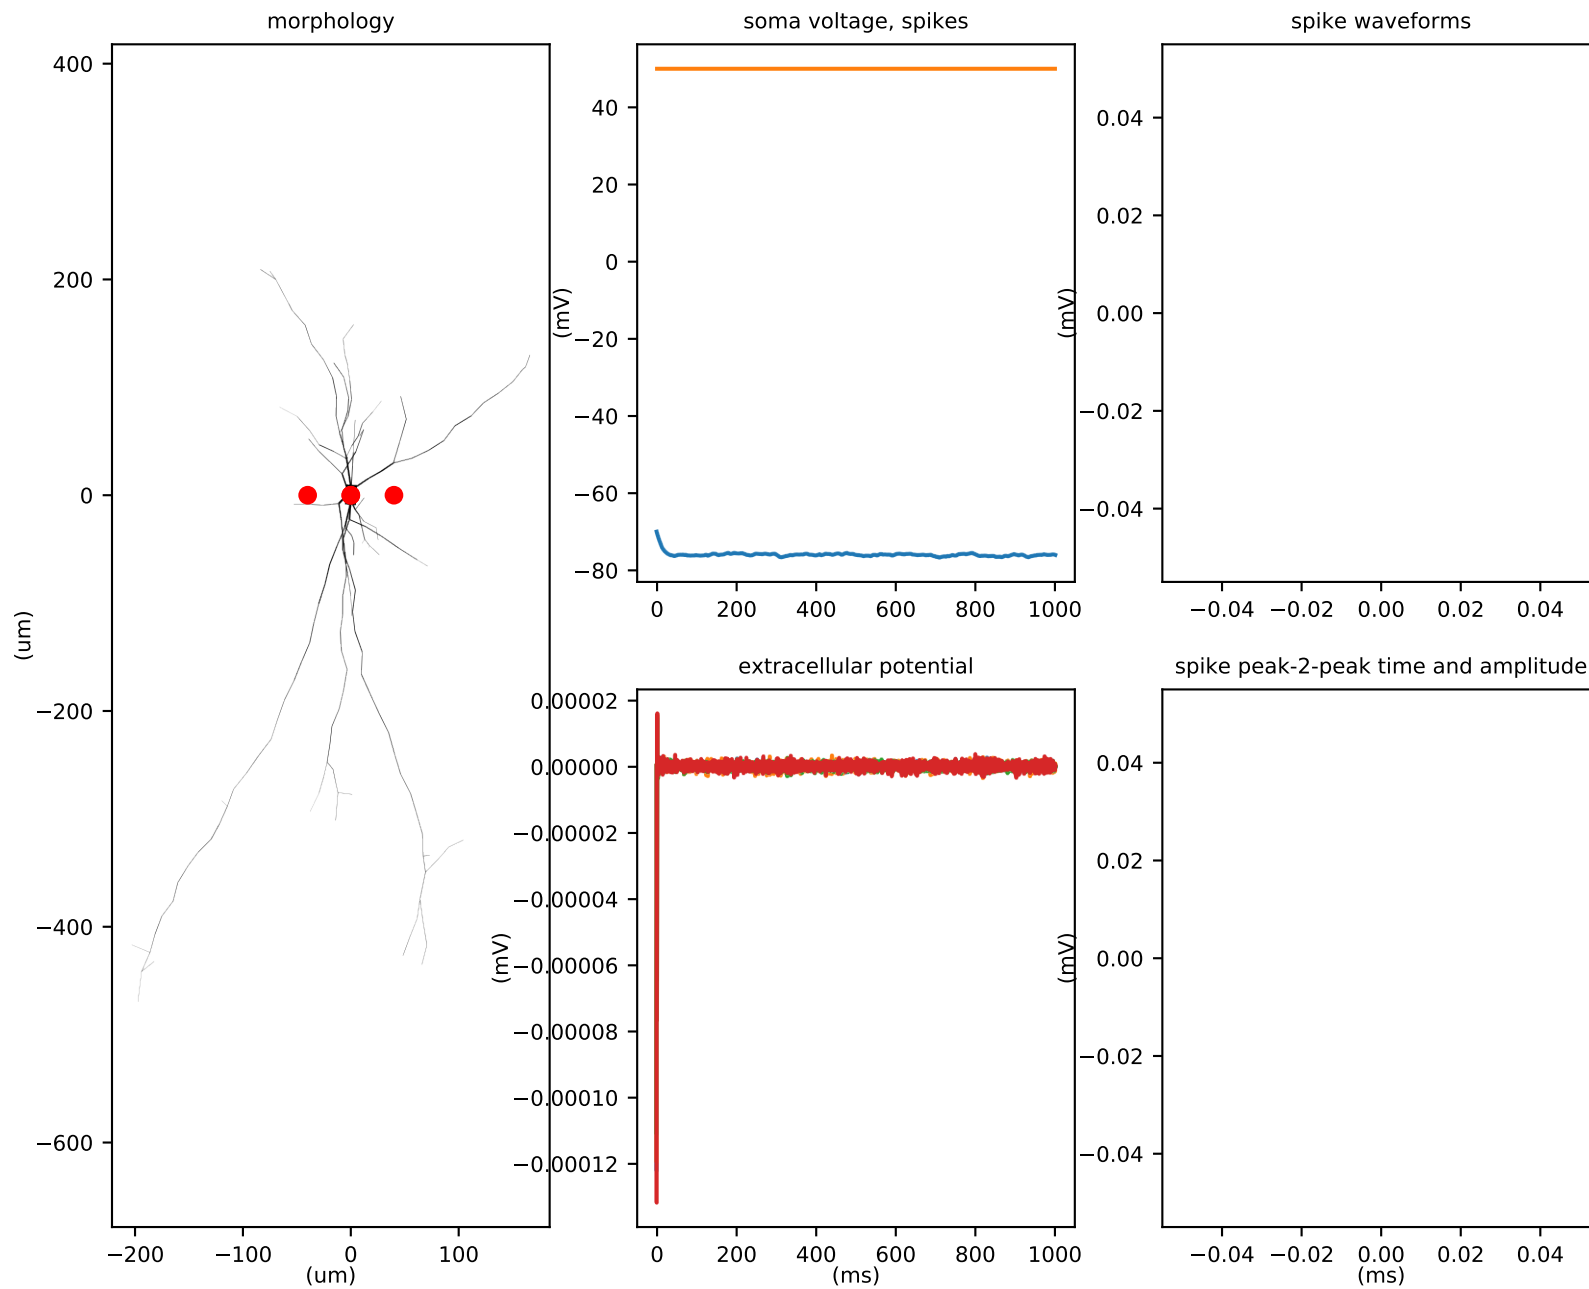 morphology
400
200
0
−200
−400
−600
(um)
−200 −100 0 100
(um)
soma voltage, spikes
40
20
0
−20
−40
−60
−80
(mV)
0 200 400 600 800 1000
spike waveforms
0.04
0.02
0.00
−0.02
−0.04
(mV)
−0.04 −0.02 0.00 0.02 0.04
extracellular potential
0.00002
0.00000
−0.00002
−0.00004
−0.00006
−0.00008
−0.00010
−0.00012
(mV)
0 200 400 600 800 1000
(ms)
spike peak-2-peak time and amplitude
0.04
0.02
0.00
−0.02
−0.04
(mV)
−0.04 −0.02 0.00 0.02 0.04
(ms)